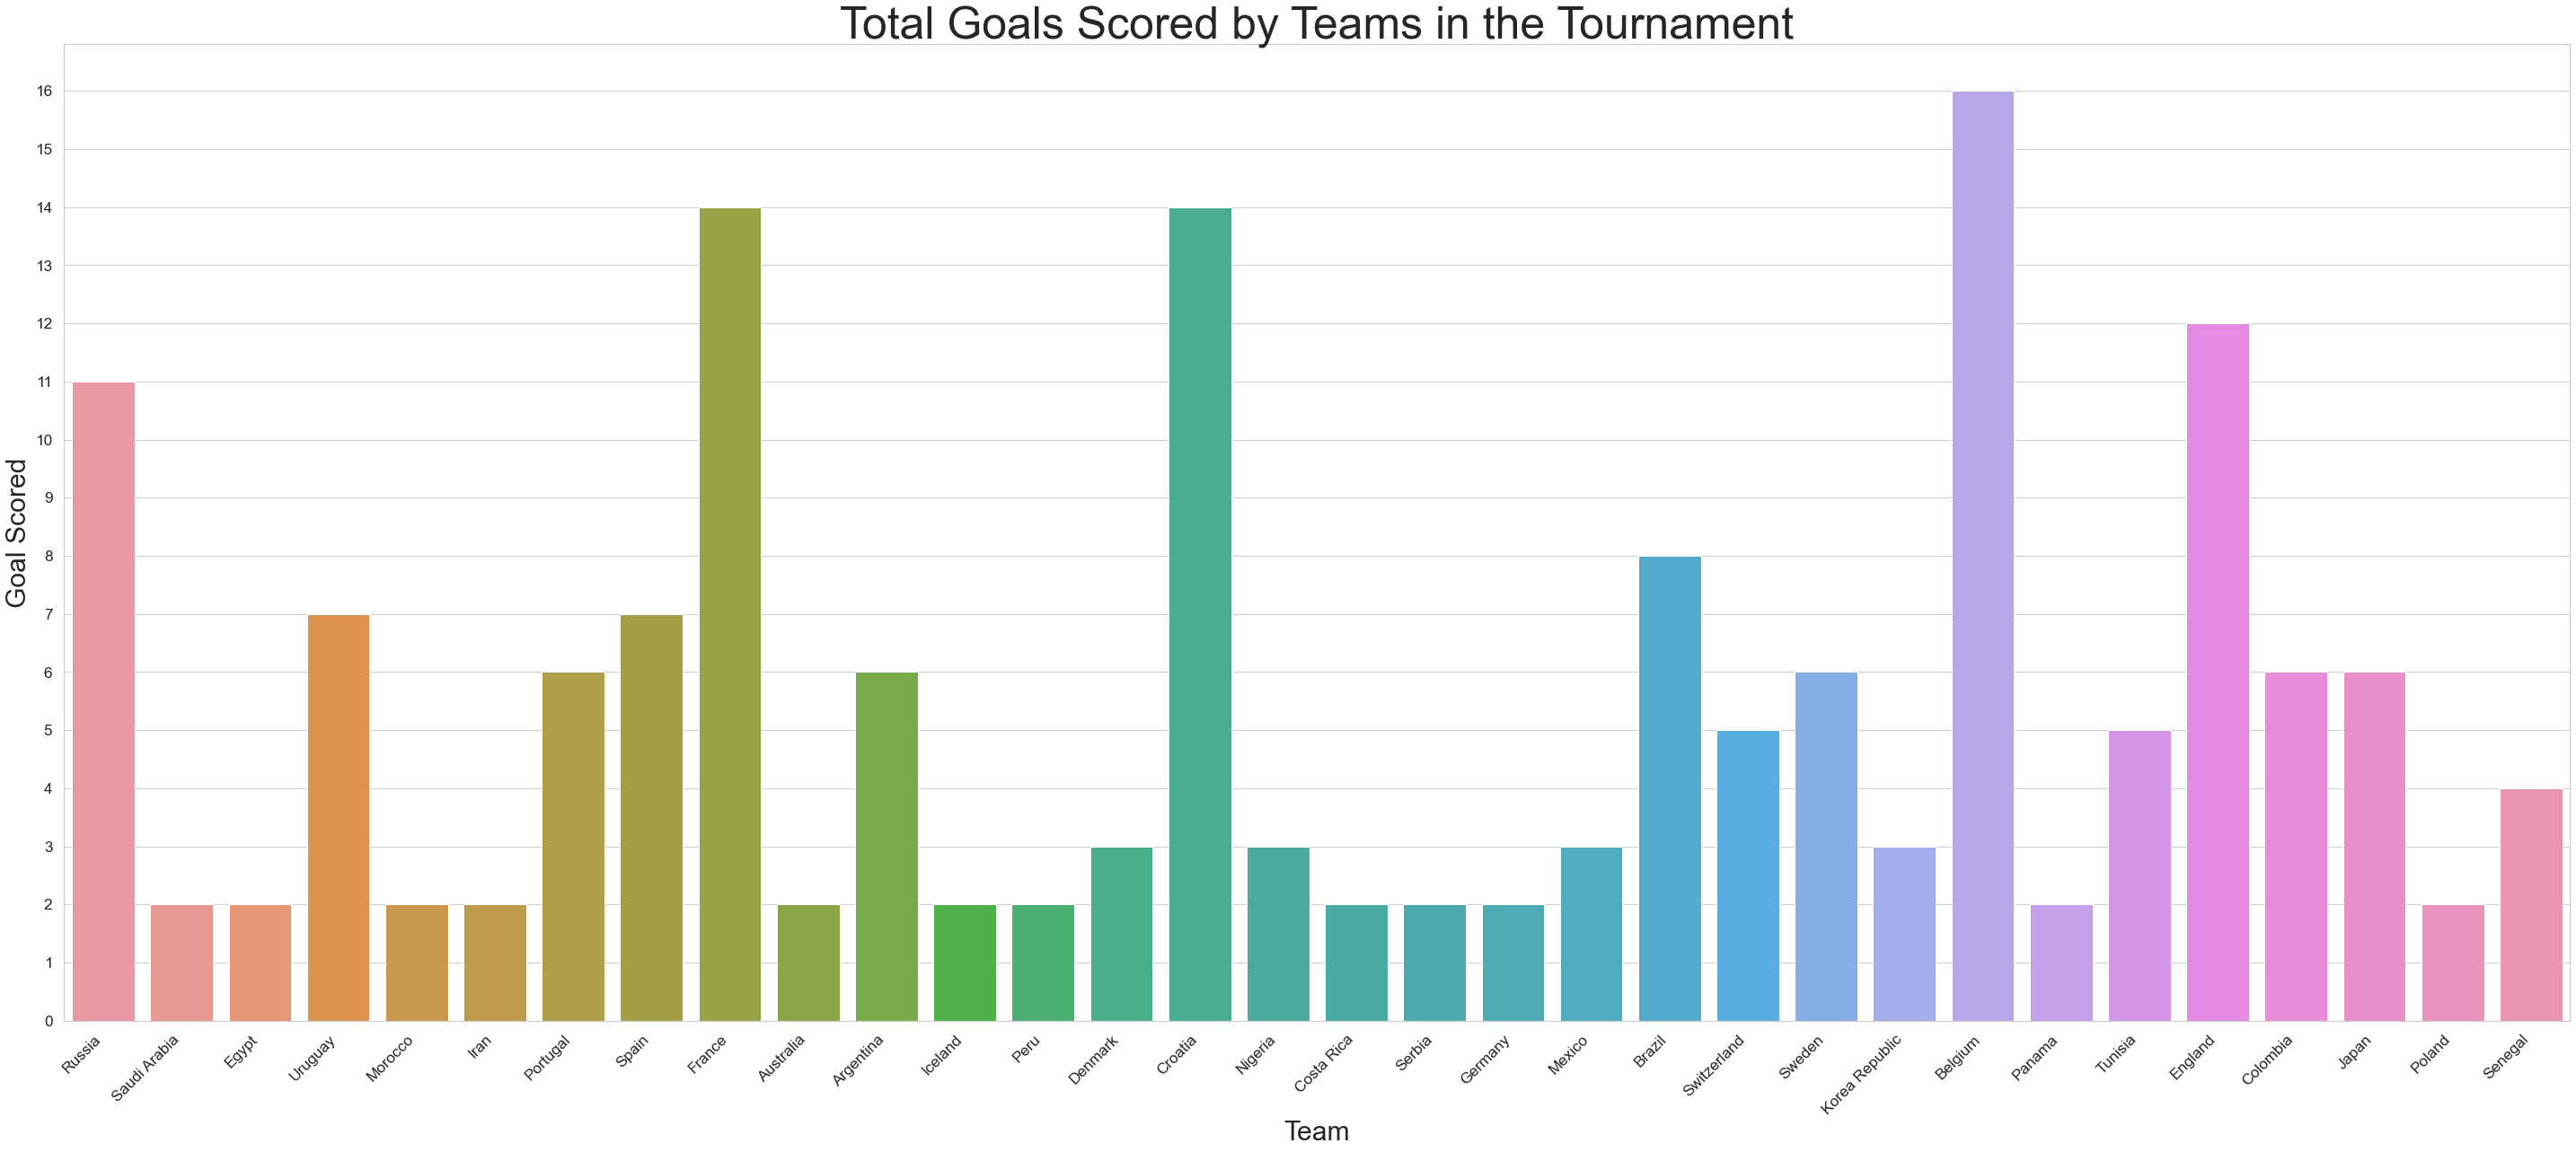 Total Goals Scored by Teams in the Tournament
16
15
14
13
12
11
10
9
8
7
6
5
4
3
2
1
0
Goal Scored
Russia
Saudi Arabia
Egypt
Uruguay
Morocco
Iran
Portugal
Spain
France
Australia
Argentina
Iceland
Peru
Denmark
Croatia
Nigeria
Costa Rica
Serbia
Germany
Mexico
Brazil
Switzerland
Sweden
Korea Republic
Belgium
Panama
Tunisia
England
Colombia
Japan
Poland
Senegal
Team